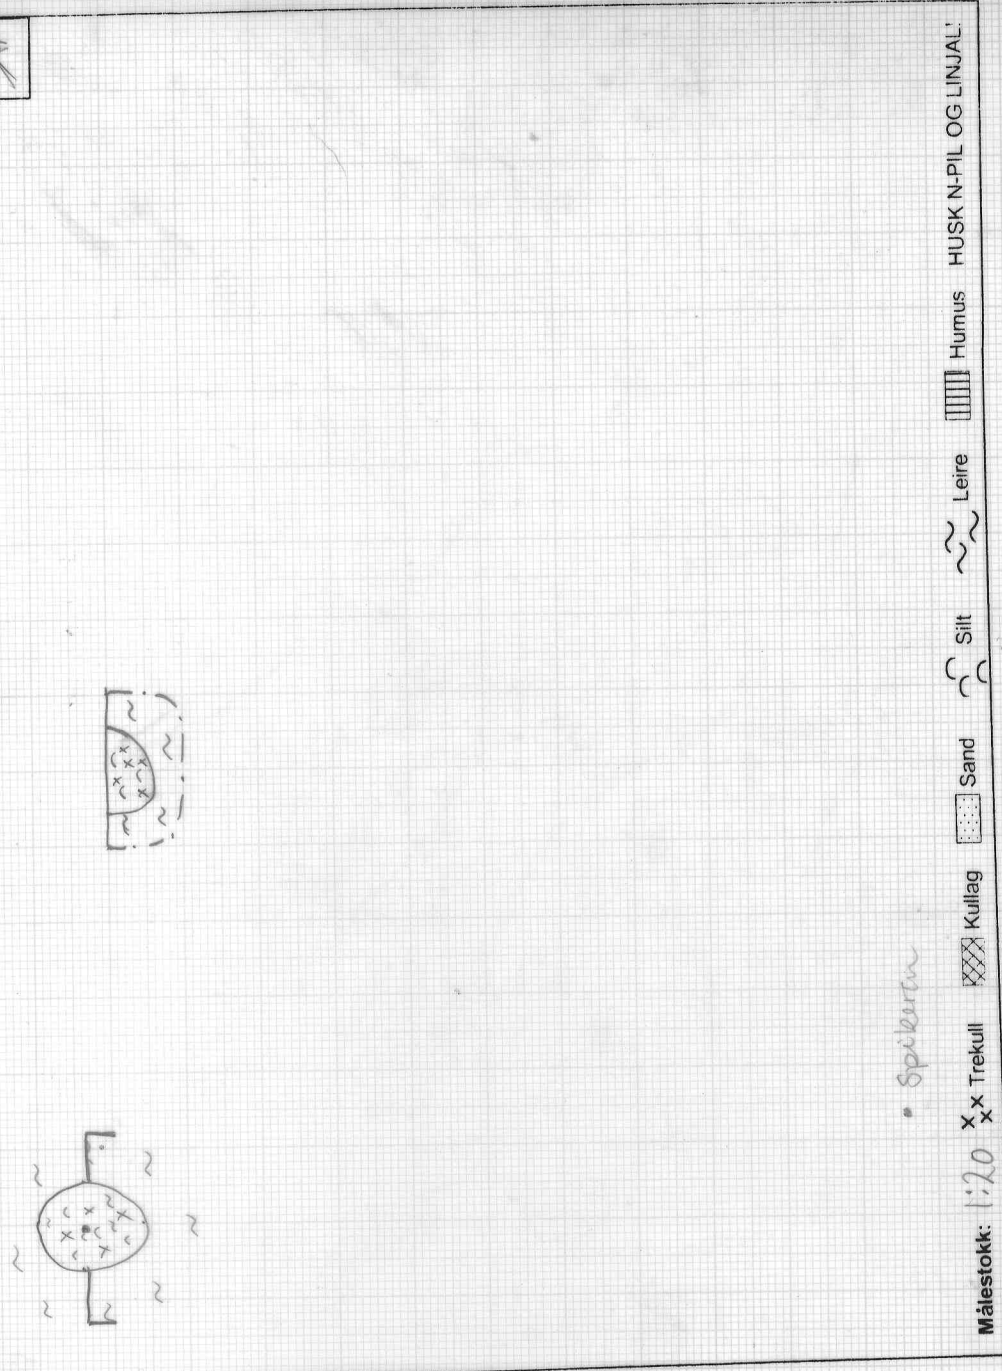 • Spikeren
Målestokk: 1:20 Trekull Kullag Sand Silt Leire Humus HUSK N-PIL OG LINJAL!